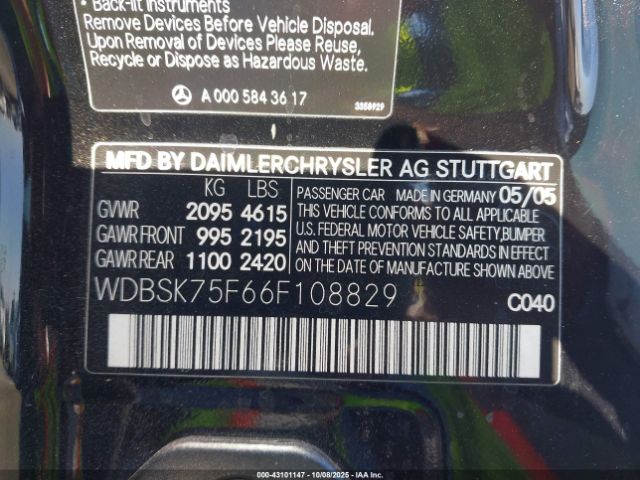 • Back-lit Instruments
Remove Devices Before Vehicle Disposal.
Upon Removal of Devices Please Reuse,
Recycle or Dispose as Hazardous Waste.
A 000 584 36 17
3358929
MFD BY DAIMLERCHRYSLER AG STUTTGART
KG LBS
GVWR 2095 4615
GAWR FRONT 995 2195
GAWR REAR 1100 2420
PASSENGER CAR MADE IN GERMANY 05/05
THIS VEHICLE CONFORMS TO ALL APPLICABLE
U.S. FEDERAL MOTOR VEHICLE SAFETY, BUMPER
AND THEFT PREVENTION STANDARDS IN EFFECT
ON THE DATE OF MANUFACTURE SHOWN ABOVE
WDBSK75F66F108829
C040
000-43101147 - 10/08/2025 - IAAI, Inc.